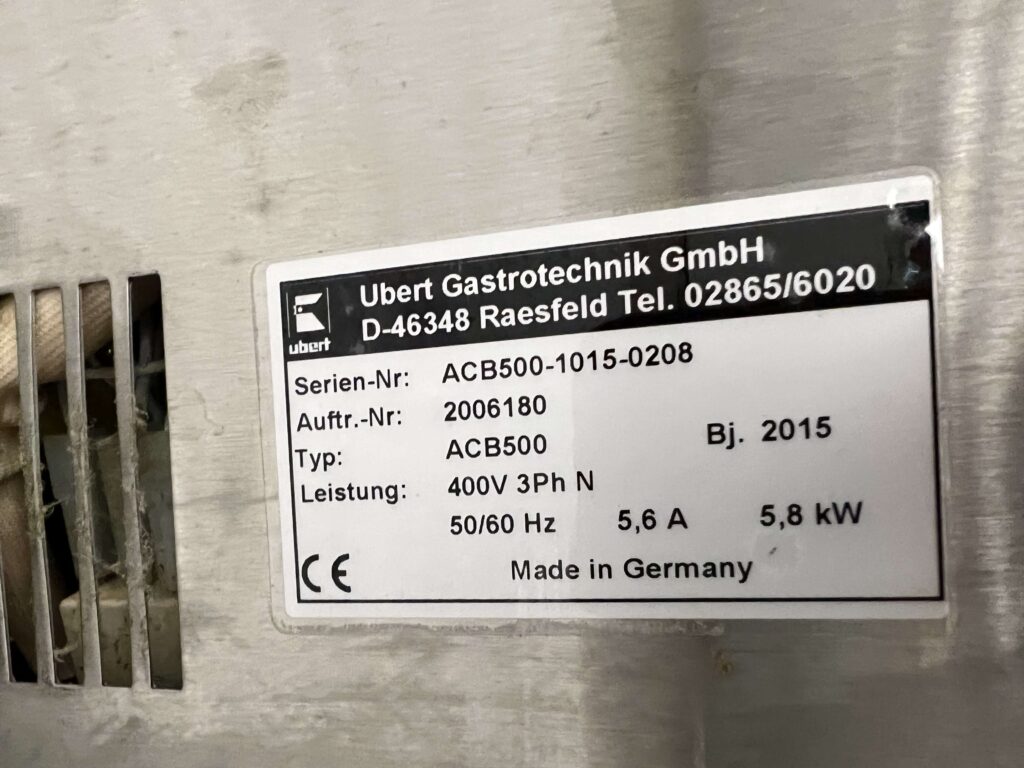 Ubert Gastrotechnik GmbH
D-46348 Raesfeld Tel. 02865/6020
ubert
Serien-Nr: ACB500-1015-0208
Auftr.-Nr: 2006180
Typ: ACB500 Bj. 2015
Leistung: 400V 3Ph N
50/60 Hz 5,6 A 5,8 kW
CE Made in Germany